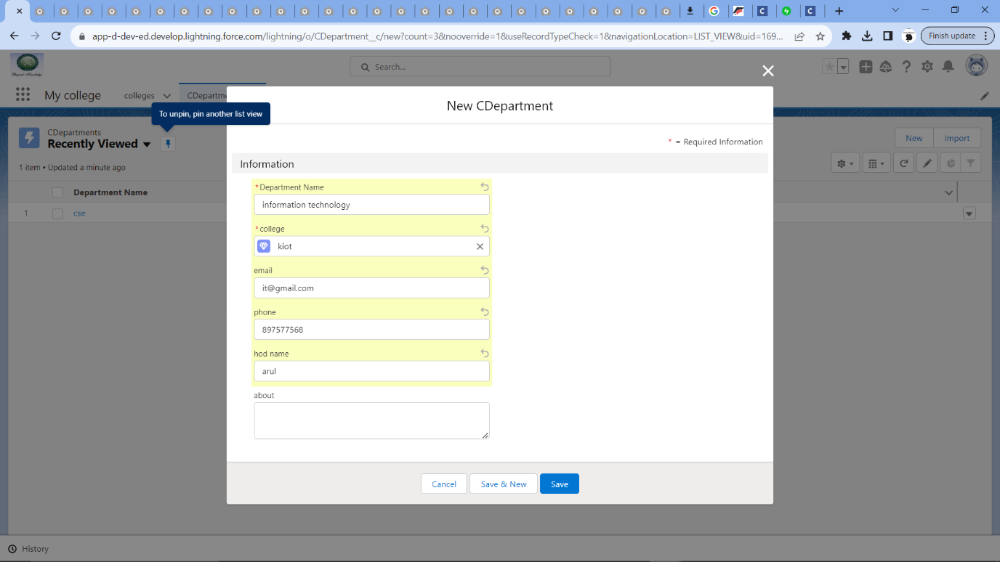 app-d-dev-ed.develop.lightning.force.com/lightning/o/CDepartment__c/new?count=3&nooverride=1&useRecordTypeCheck=1&navigationLocation=LIST_VIEW&uid=169...
Finish update
Search...
My college
colleges
CDepartme
To unpin, pin another list view
CDepartments
Recently Viewed
New
Import
1 item • Updated a minute ago
Department Name
1
cse
New CDepartment
* = Required Information
Information
*Department Name
information technology
*college
kiot
email
it@gmail.com
phone
897577568
hod name
arul
about
Cancel
Save & New
Save
History